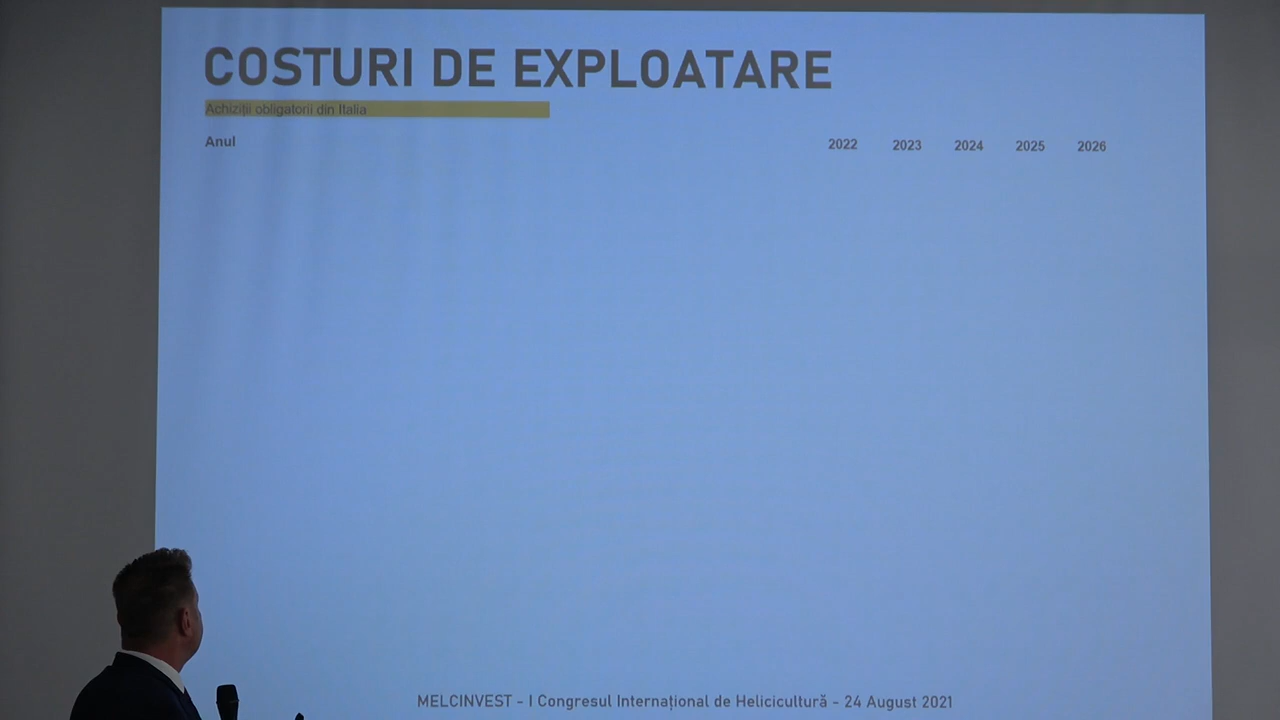 COSTURI DE EXPLOATARE
Achiziții obligatorii din Italia
Anul 2022 2023 2024 2025 2026
MELCINVEST - I Congresul Internațional de Helicicultură - 24 August 2021